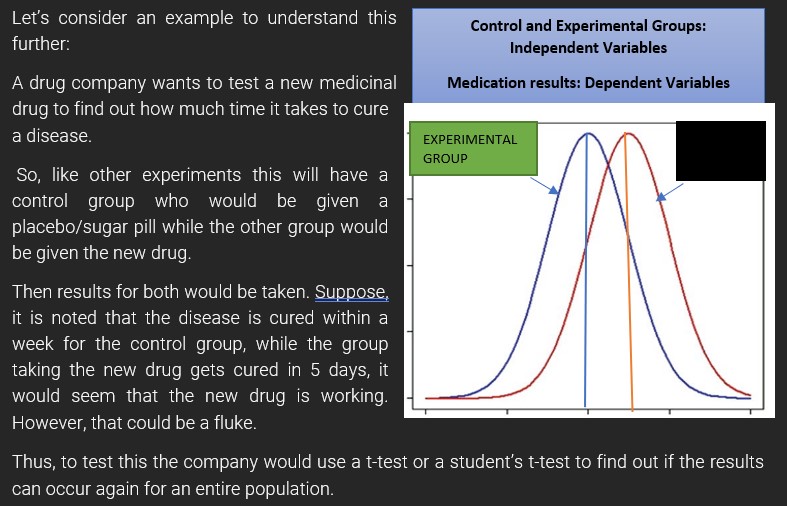 Let's consider an example to understand this
further:
A drug company wants to test a new medicinal
drug to find out how much time it takes to cure
a disease.
So, like other experiments this will have a
control group who would be given a
placebo/sugar pill while the other group would
be given the new drug.
Then results for both would be taken. Suppose,
it is noted that the disease is cured within a
week for the control group, while the group
taking the new drug gets cured in 5 days, it
would seem that the new drug is working.
However, that could be a fluke.
Control and Experimental Groups:
Independent Variables
Medication results: Dependent Variables
EXPERIMENTAL
GROUP
Thus, to test this the company would use a t-test or a student's t-test to find out if the results
can occur again for an entire population.